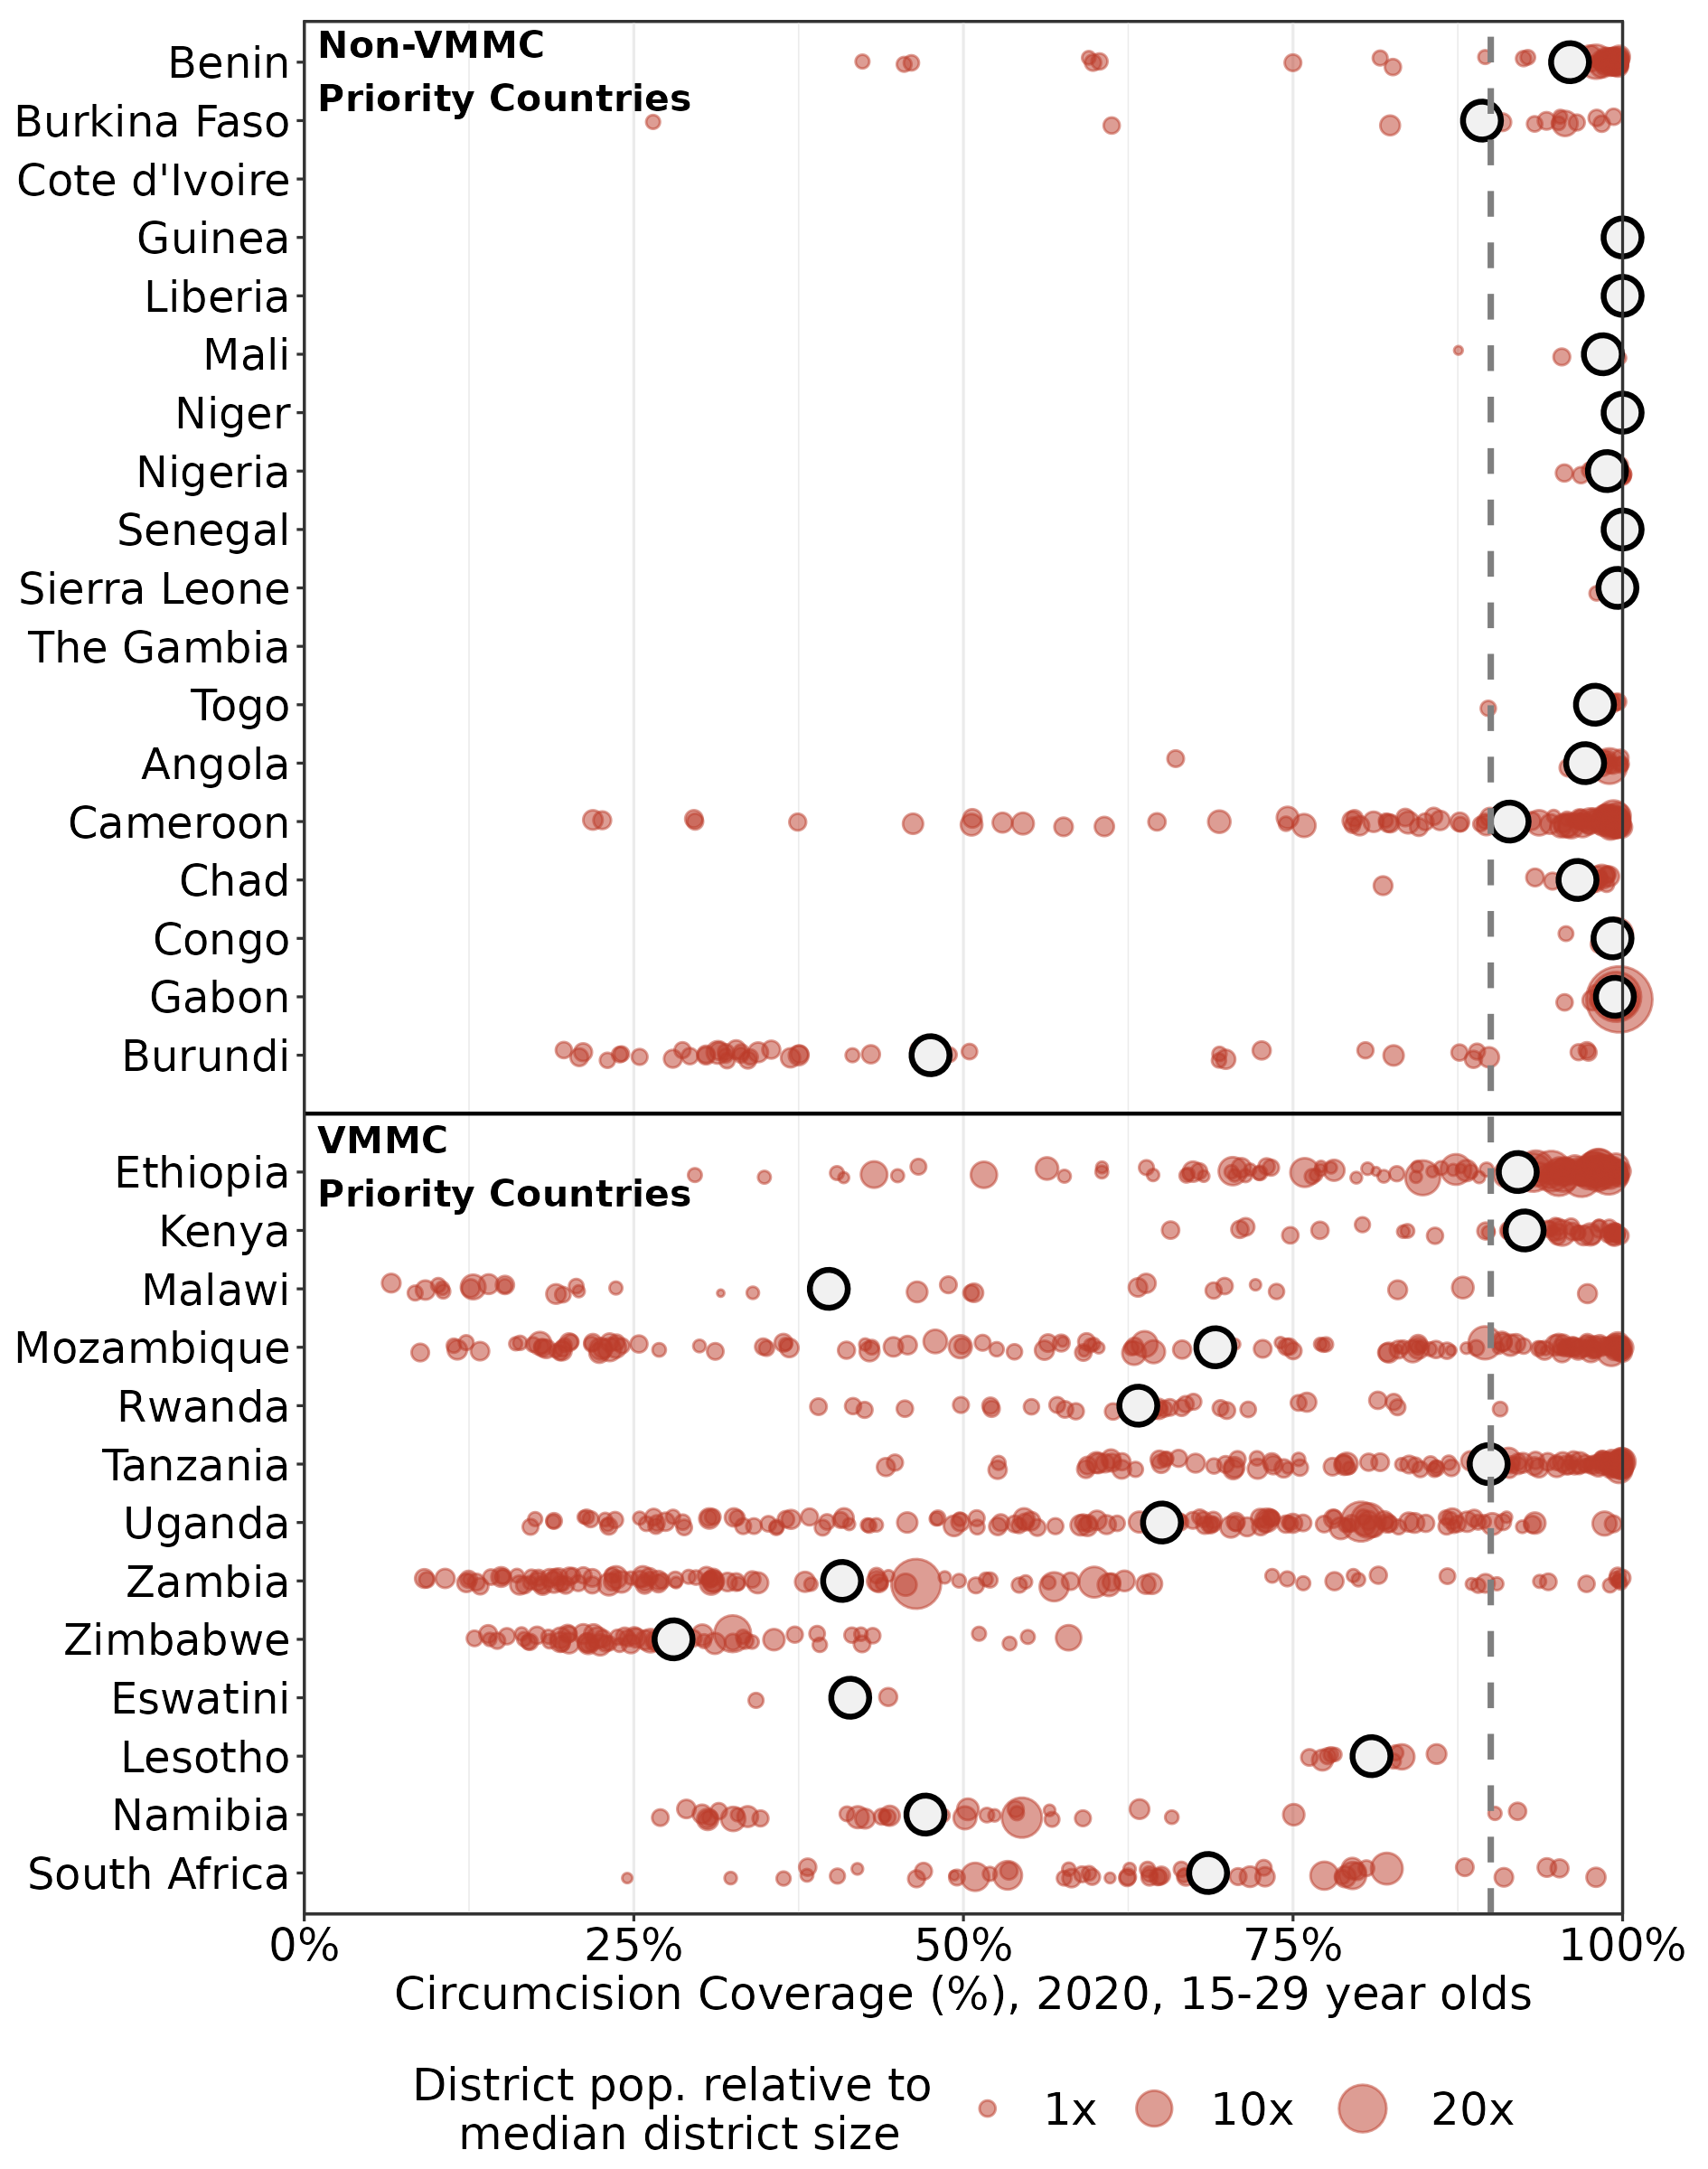 Non-VMMC
Priority Countries
Benin
Burkina Faso
Cote d'Ivoire
Guinea
Liberia
Mali
Niger
Nigeria
Senegal
Sierra Leone
The Gambia
Togo
Angola
Cameroon
Chad
Congo
Gabon
Burundi
VMMC
Priority Countries
Ethiopia
Kenya
Malawi
Mozambique
Rwanda
Tanzania
Uganda
Zambia
Zimbabwe
Eswatini
Lesotho
Namibia
South Africa
0% 25% 50% 75% 100%
Circumcision Coverage (%), 2020, 15-29 year olds
District pop. relative to
median district size
1x 10x 20x